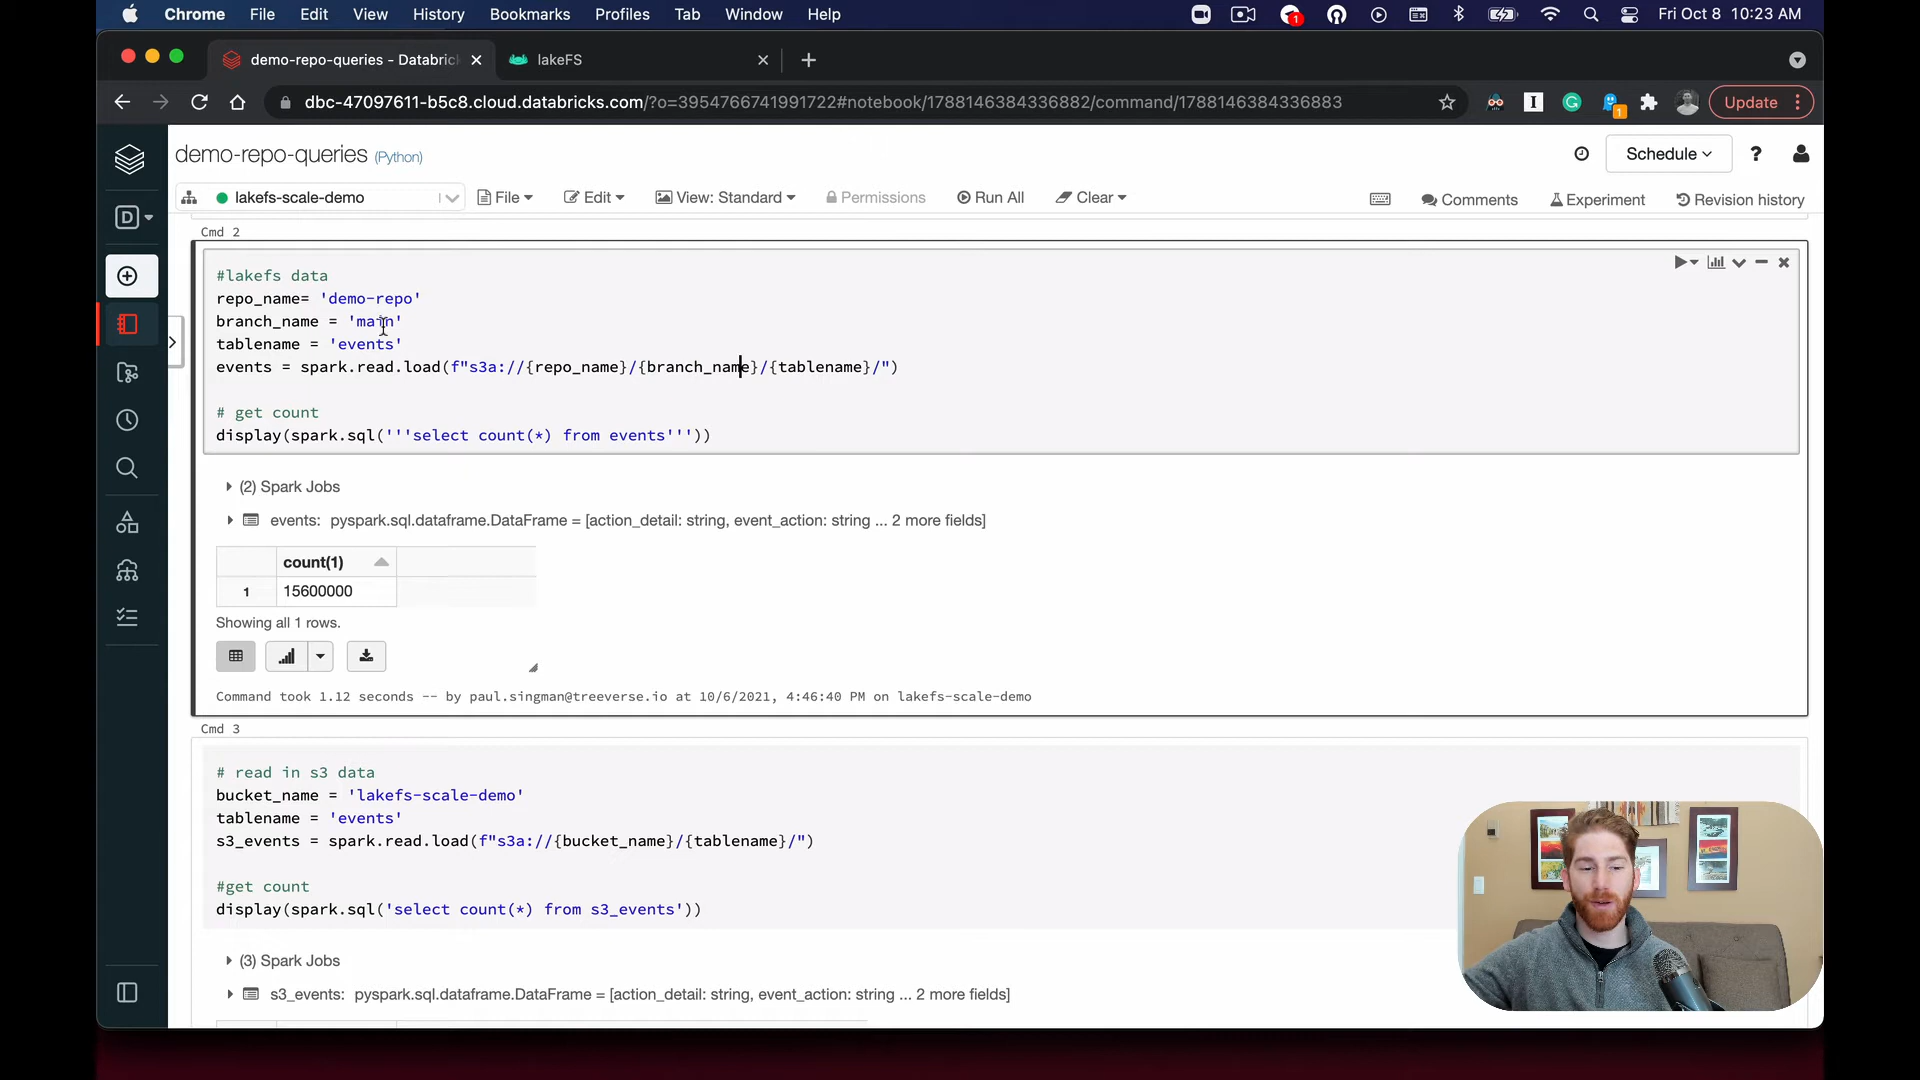 Chrome File Edit View History Bookmarks Profiles Tab Window Help
1
Fri Oct 8 10:23 AM
demo-repo-queries - Databric
lakeFS
dbc-47097611-b5c8.cloud.databricks.com/?o=3954766741991722#notebook/1788146384336882/command/1788146384336883
I
1
Update
demo-repo-queries (Python)
Schedule
?
D
lakefs-scale-demo
File
Edit
View: Standard
Permissions
Run All
Clear
Comments
Experiment
Revision history
Cmd 2
#lakefs data
repo_name= 'demo-repo'
branch_name = 'main'
tablename = 'events'
events = spark.read.load(f"s3a://{repo_name}/{branch_name}/{tablename}/")
# get count
display(spark.sql('''select count(*) from events'''))
(2) Spark Jobs
events: pyspark.sql.dataframe.DataFrame = [action_detail: string, event_action: string ... 2 more fields]
count(1)
1 15600000
Showing all 1 rows.
Command took 1.12 seconds -- by paul.singman@treeverse.io at 10/6/2021, 4:46:40 PM on lakefs-scale-demo
Cmd 3
# read in s3 data
bucket_name = 'lakefs-scale-demo'
tablename = 'events'
s3_events = spark.read.load(f"s3a://{bucket_name}/{tablename}/")
#get count
display(spark.sql('select count(*) from s3_events'))
(3) Spark Jobs
s3_events: pyspark.sql.dataframe.DataFrame = [action_detail: string, event_action: string ... 2 more fields]